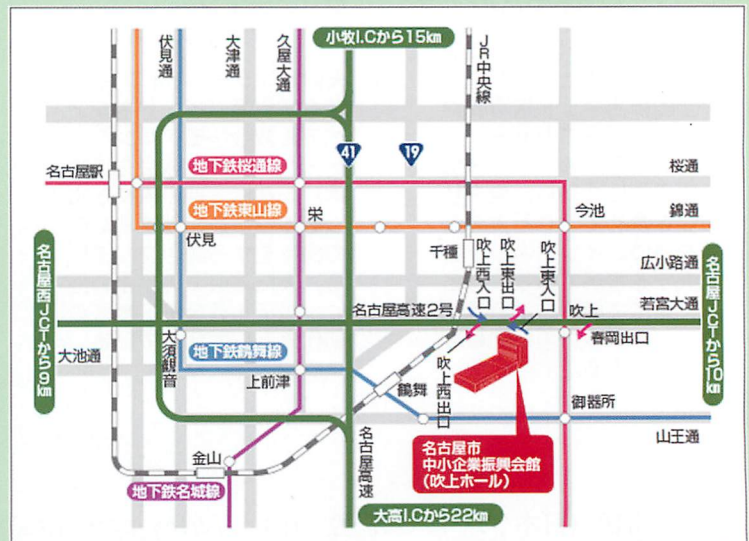 小牧I.Cから15km
伏見通
大津通
久屋大通
JR中央線
41
19
名古屋駅
地下鉄桜通線
桜通
地下鉄東山線
栄
今池
錦通
伏見
千種
吹上西入口
吹上東出口
吹上東入口
広小路通
名古屋西JCTから9km
名古屋JCTから10km
名古屋高速2号
吹上
若宮大通
春岡出口
大池通
大須観音
地下鉄鶴舞線
上前津
鶴舞
吹上西出口
御器所
山王通
金山
名古屋高速
名古屋市
中小企業振興会館
(吹上ホール)
地下鉄名城線
大高I.Cから22km